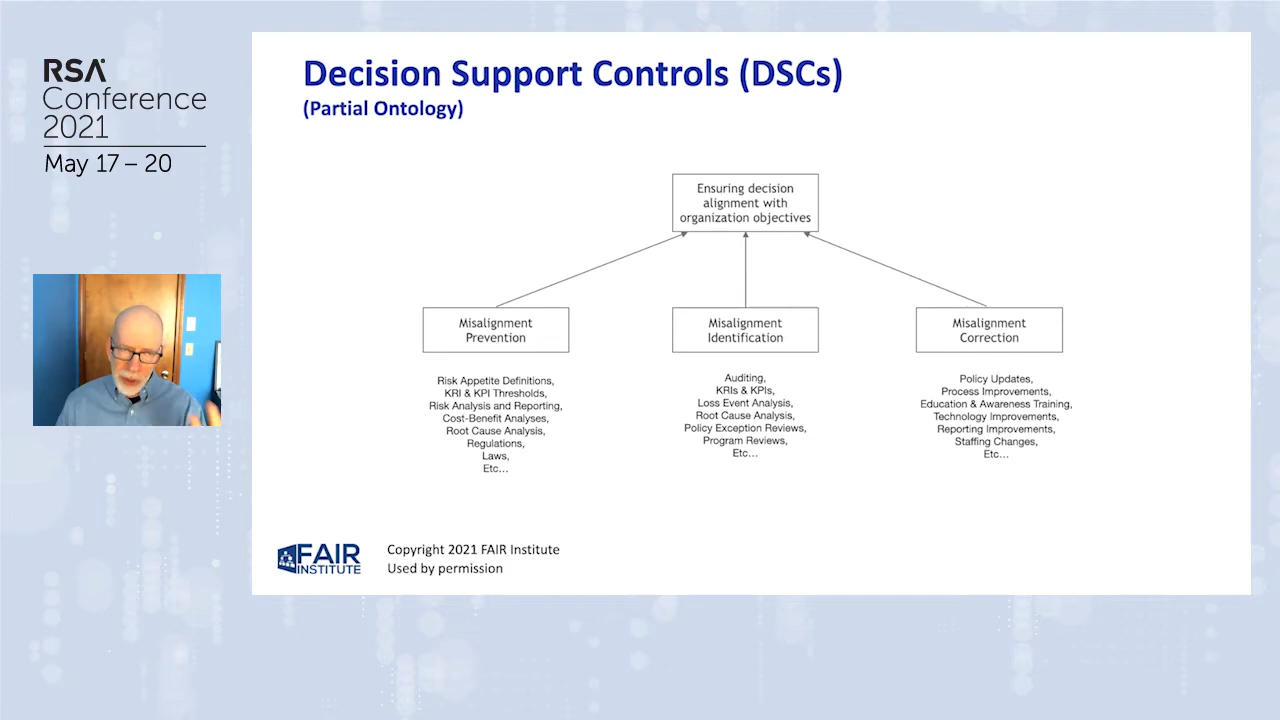 RSA
Conference
2021
May 17 – 20
Decision Support Controls (DSCs)
(Partial Ontology)
Ensuring decision
alignment with
organization objectives
Misalignment
Prevention
Risk Appetite Definitions,
KRI & KPI Thresholds,
Risk Analysis and Reporting,
Cost-Benefit Analyses,
Root Cause Analysis,
Regulations,
Laws,
Etc…
Misalignment
Identification
Auditing,
KRIs & KPIs,
Loss Event Analysis,
Root Cause Analysis,
Policy Exception Reviews,
Program Reviews,
Etc…
Misalignment
Correction
Policy Updates,
Process Improvements,
Education & Awareness Training,
Technology Improvements,
Reporting Improvements,
Staffing Changes,
Etc…
FAIR
INSTITUTE
Copyright 2021 FAIR Institute
Used by permission